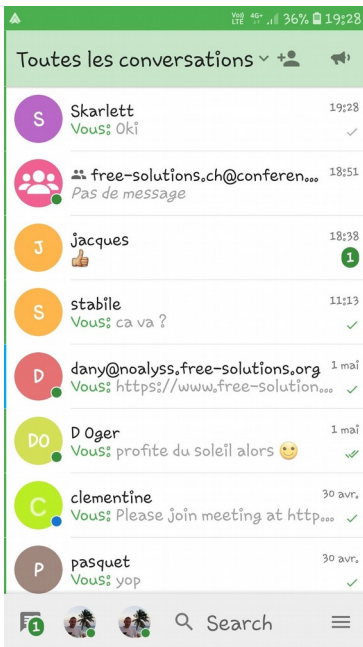 Vo)) 4G+ 36% 19:28
LTE
Toutes les conversations
S Skarlett 19:28
Vous: Oki
free-solutions.ch@conferen... 18:51
Pas de message
J jacques 18:38
1
S stabile 11:13
Vous: ca va ?
D dany@noalyss.free-solutions.org 1 mai
Vous: https://www.free-solution...
DO D Oger 1 mai
Vous: profite du soleil alors
C clementine 30 avr.
Vous: Please join meeting at http...
P pasquet 30 avr.
Vous: yop
1 Search